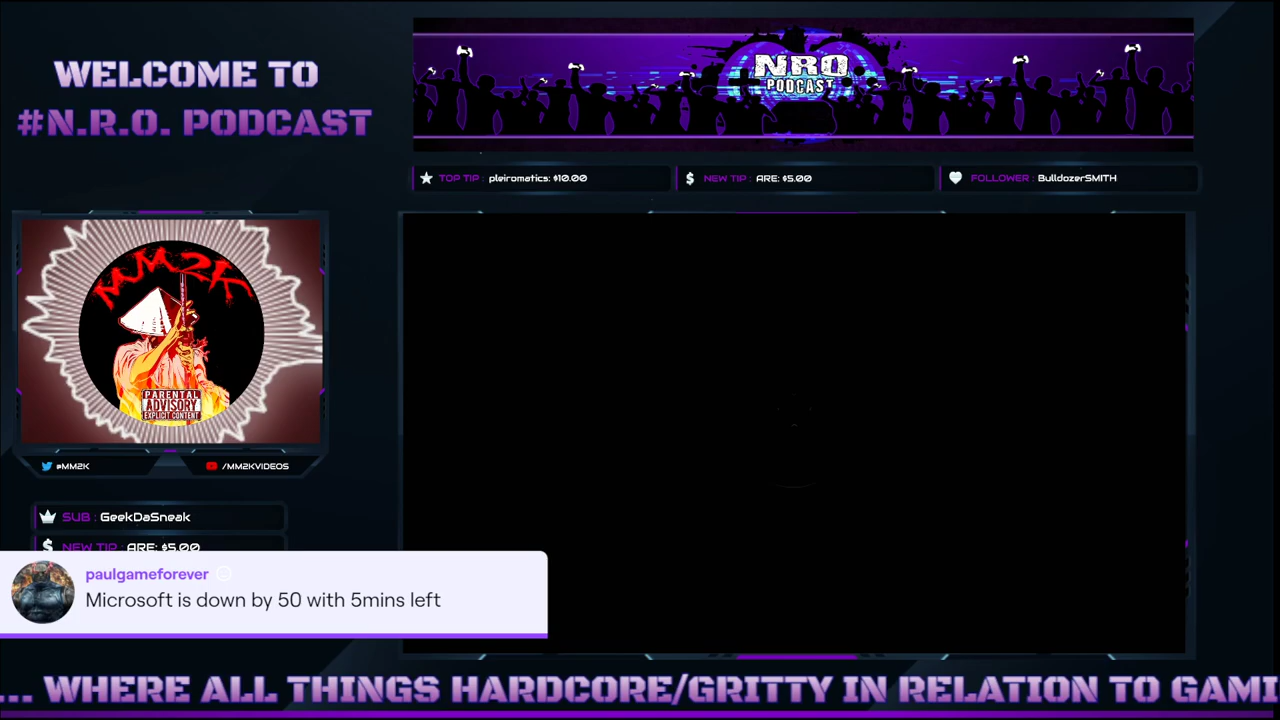 WELCOME TO
#N.R.O. PODCAST
NRO
PODCAST
TOP TIP : pleiromatics: $10.00
NEW TIP : ARE: $5.00
FOLLOWER : BulldozerSMITH
MM2K
PARENTAL
ADVISORY
EXPLICIT CONTENT
@MM2K
/MM2KVIDEOS
SUB : GeekDaSneak
NEW TIP : ARE: $5.00
paulgameforever
Microsoft is down by 50 with 5mins left
... WHERE ALL THINGS HARDCORE/GRITTY IN RELATION TO GAMI